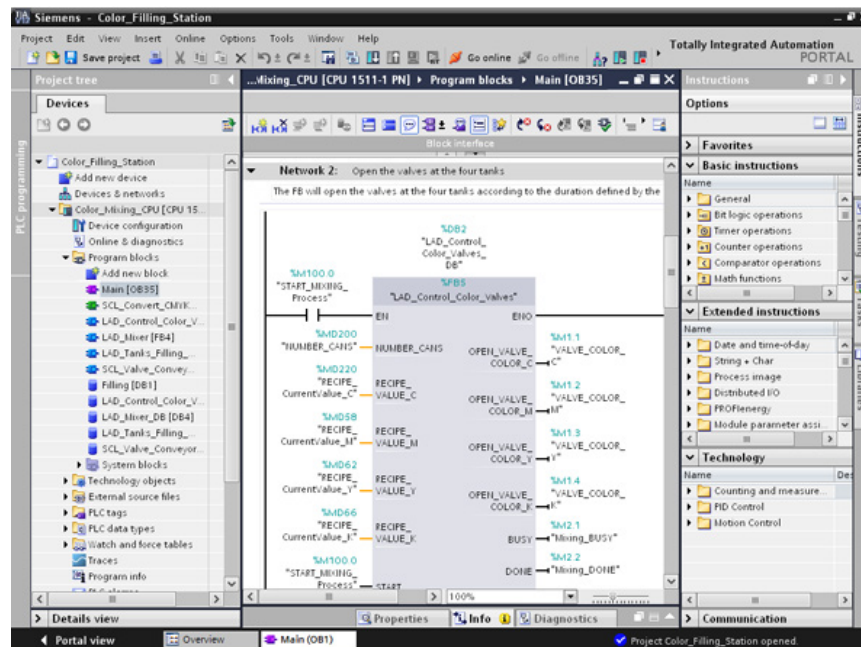 Siemens - Color_Filling_Station
Project Edit View Insert Online Options Tools Window Help
Totally Integrated Automation
PORTAL
Save project
Go online
Go offline
Project tree
Devices
PLC programming
Color_Filling_Station
Add new device
Devices & networks
Color_Mixing_CPU [CPU 15...
Device configuration
Online & diagnostics
Program blocks
Add new block
Main [OB35]
SCL_Convert_CMYK...
LAD_Control_Color_V...
LAD_Mixer [FB4]
LAD_Tanks_Filling_...
SCL_Valve_Convey...
Filling [DB1]
LAD_Control_Color_V...
LAD_Mixer_DB [DB4]
LAD_Tanks_Filling_...
SCL_Valve_Conveyor...
System blocks
Technology objects
External source files
PLC tags
PLC data types
Watch and force tables
Traces
Program info
Details view
...Mixing_CPU [CPU 1511-1 PN] Program blocks Main [OB35]
Block interface
Network 2: Open the valves at the four tanks
The FB will open the valves at the four tanks according to the duration defined by the
%DB2
"LAD_Control_
Color_Valves_
DB"
%FB5
"LAD_Control_Color_Valves"
%M100.0
"START_MIXING_
Process"
EN
ENO
%MD200
"NUMBER_CANS"
NUMBER_CANS
%MD220
"RECIPE_
CurrentValue_C"
RECIPE_
VALUE_C
%MD58
"RECIPE_
CurrentValue_M"
RECIPE_
VALUE_M
%MD62
"RECIPE_
CurrentValue_Y"
RECIPE_
VALUE_Y
%MD66
"RECIPE_
CurrentValue_K"
RECIPE_
VALUE_K
%M100.0
"START_MIXING_
Process"
START
OPEN_VALVE_
COLOR_C
%M1.1
"VALVE_COLOR_
C"
OPEN_VALVE_
COLOR_M
%M1.2
"VALVE_COLOR_
M"
OPEN_VALVE_
COLOR_Y
%M1.3
"VALVE_COLOR_
Y"
OPEN_VALVE_
COLOR_K
%M1.4
"VALVE_COLOR_
K"
BUSY
%M2.1
"Mixing_BUSY"
DONE
%M2.2
"Mixing_DONE"
100%
Properties
Info
Diagnostics
Instructions
Options
Favorites
Basic instructions
Name
General
Bit logic operations
Timer operations
Counter operations
Comparator operations
Math functions
Extended instructions
Name
Date and time-of-day
String + Char
Process image
Distributed I/O
PROFIenergy
Module parameter assi...
Technology
Name
Counting and measure...
PID Control
Motion Control
Communication
Instructions
Testing
Libraries
Portal view
Overview
Main (OB1)
Project Color_Filling_Station opened.